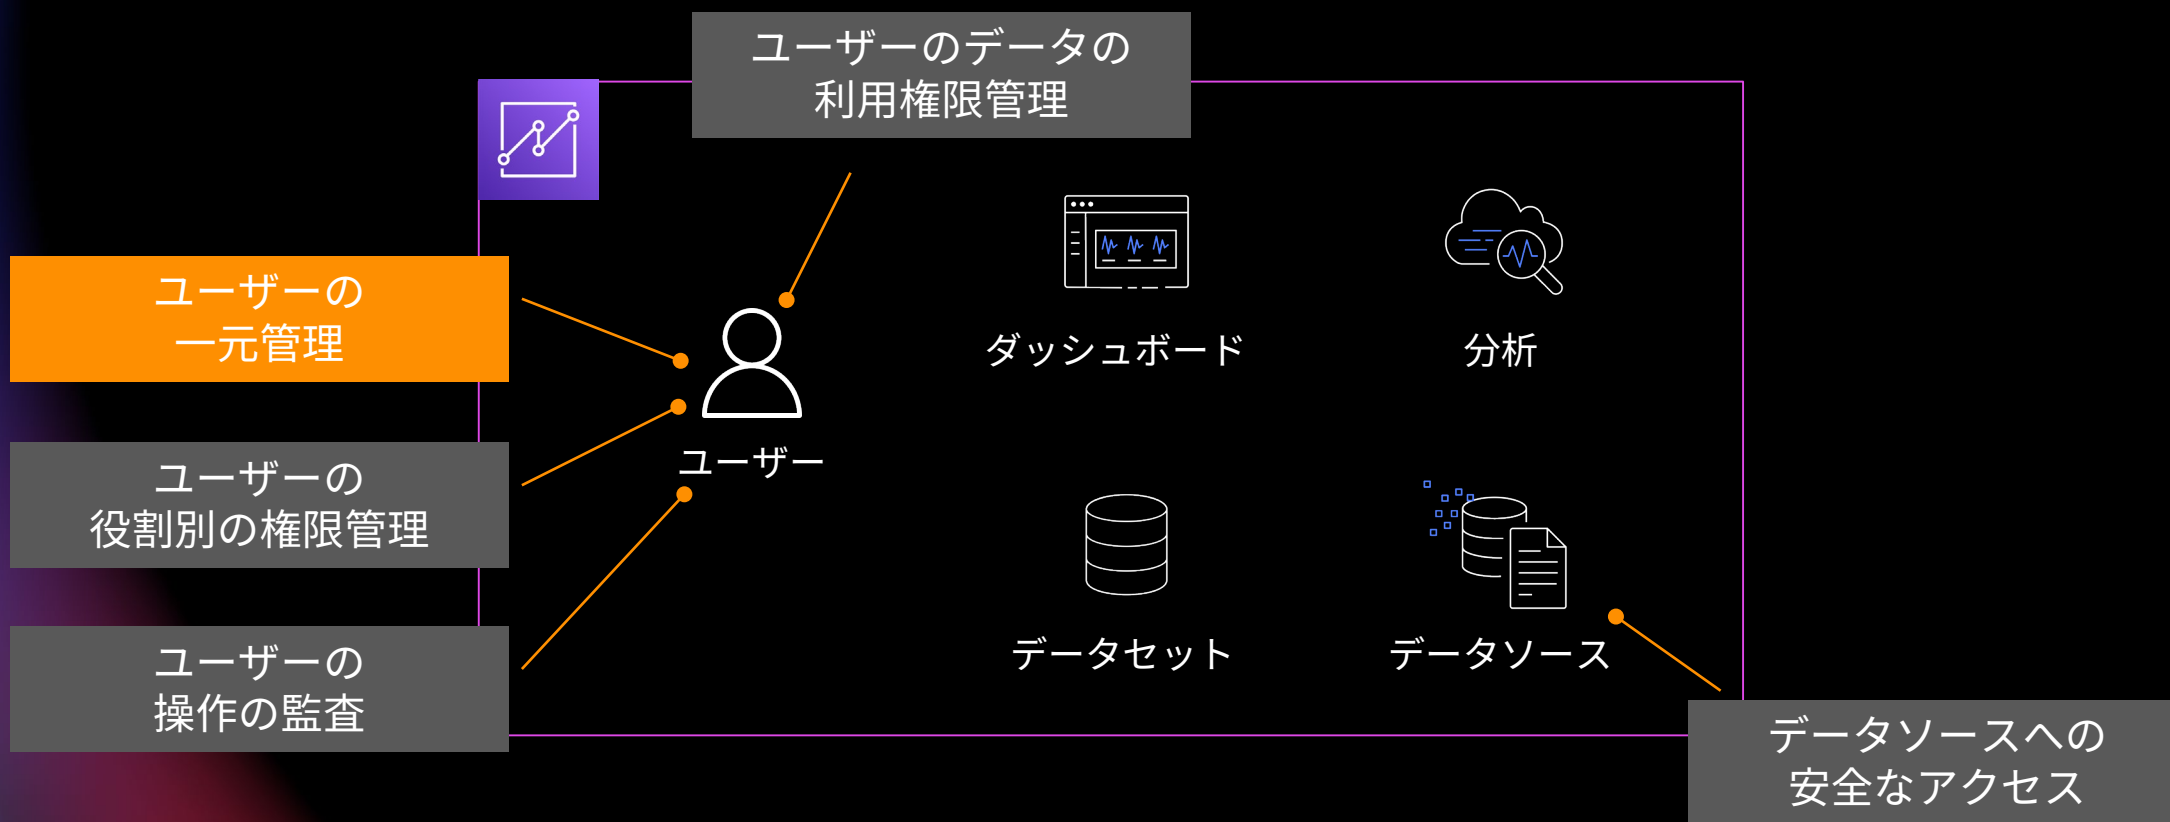 ユーザーのデータの
利用権限管理
ユーザーの
一元管理
ユーザーの
役割別の権限管理
ユーザーの
操作の監査
ユーザー
ダッシュボード
分析
データセット
データソース
データソースへの
安全なアクセス